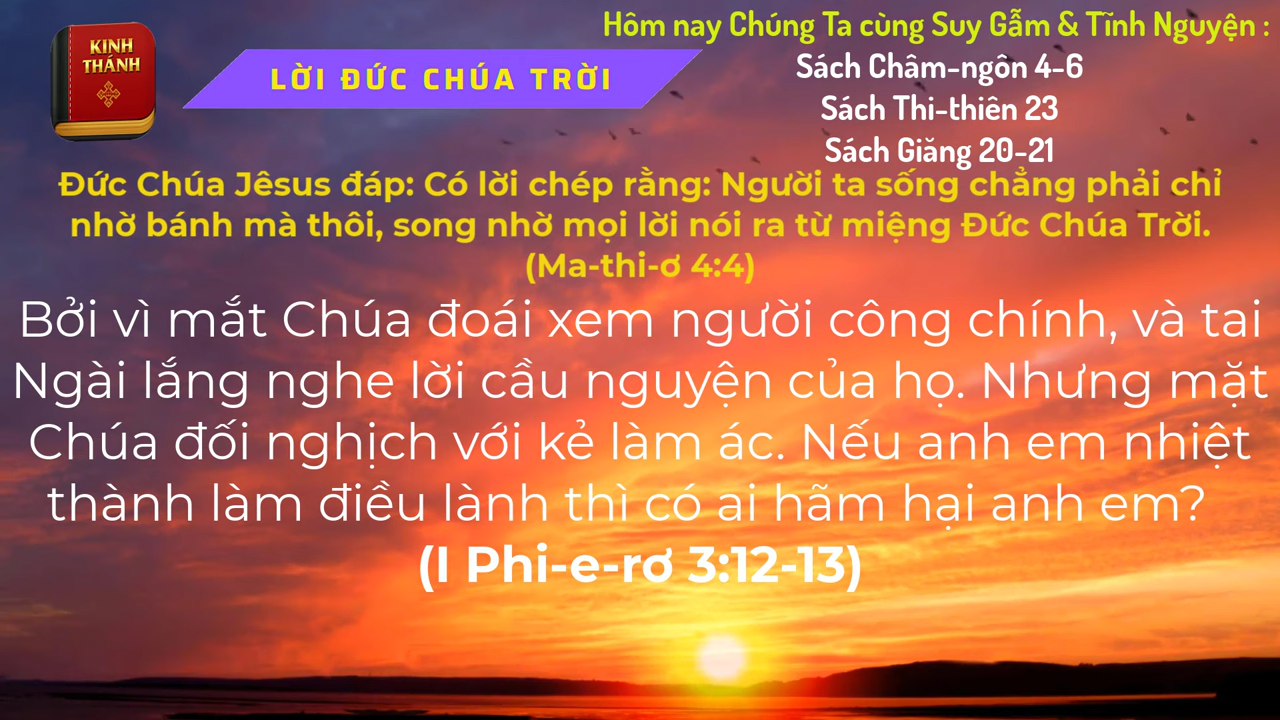 KINH
THÁNH
LỜI ĐỨC CHÚA TRỜI
Hôm nay Chúng Ta cùng Suy Gẫm & Tĩnh Nguyện :
Sách Châm-ngôn 4-6
Sách Thi-thiên 23
Sách Giăng 20-21
Đức Chúa Jêsus đáp: Có lời chép rằng: Người ta sống chẳng phải chỉ
nhờ bánh mà thôi, song nhờ mọi lời nói ra từ miệng Đức Chúa Trời.
(Ma-thi-ơ 4:4)
Bởi vì mắt Chúa đoái xem người công chính, và tai
Ngài lắng nghe lời cầu nguyện của họ. Nhưng mặt
Chúa đối nghịch với kẻ làm ác. Nếu anh em nhiệt
thành làm điều lành thì có ai hãm hại anh em?
(I Phi-e-rơ 3:12-13)